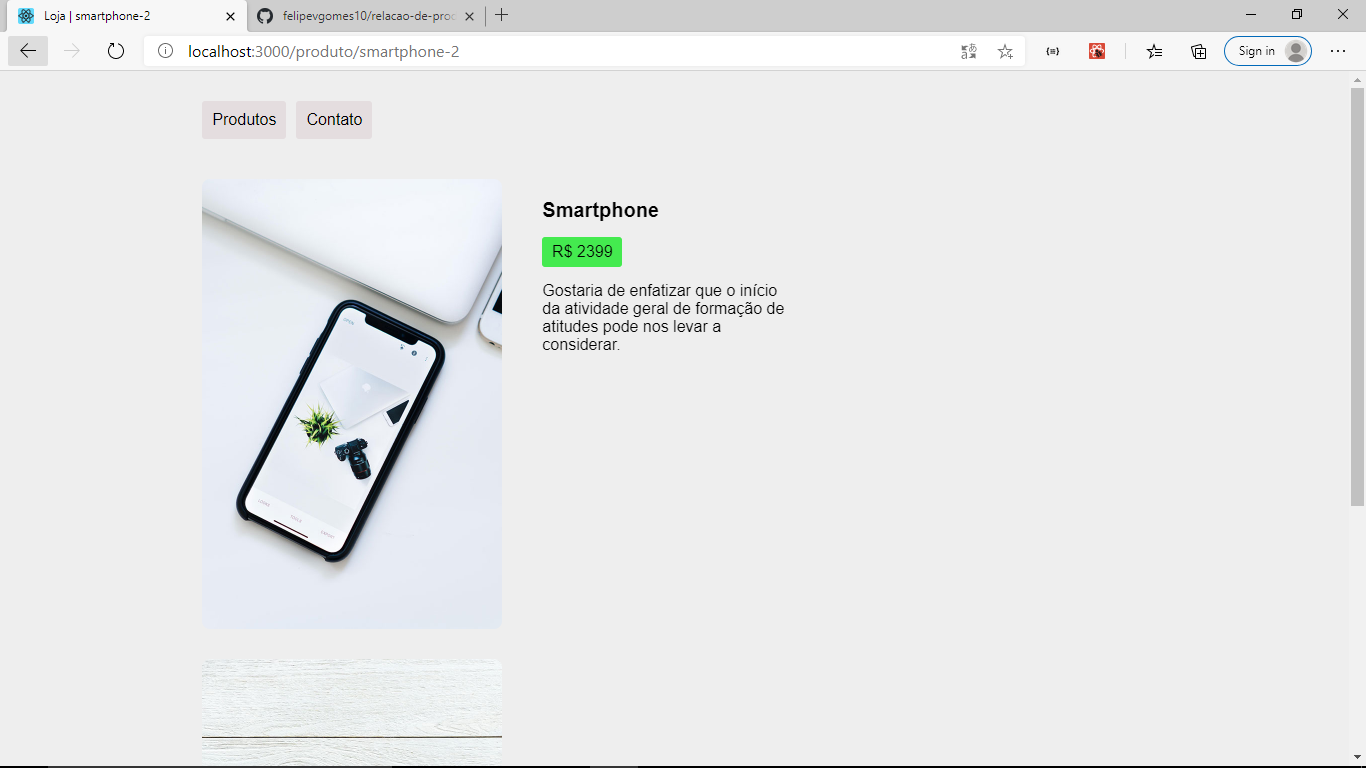 Loja | smartphone-2
felipevgomes10/relacao-de-prod
localhost:3000/produto/smartphone-2
Sign in
Produtos
Contato
Smartphone
R$ 2399
Gostaria de enfatizar que o início
da atividade geral de formação de
atitudes pode nos levar a
considerar.